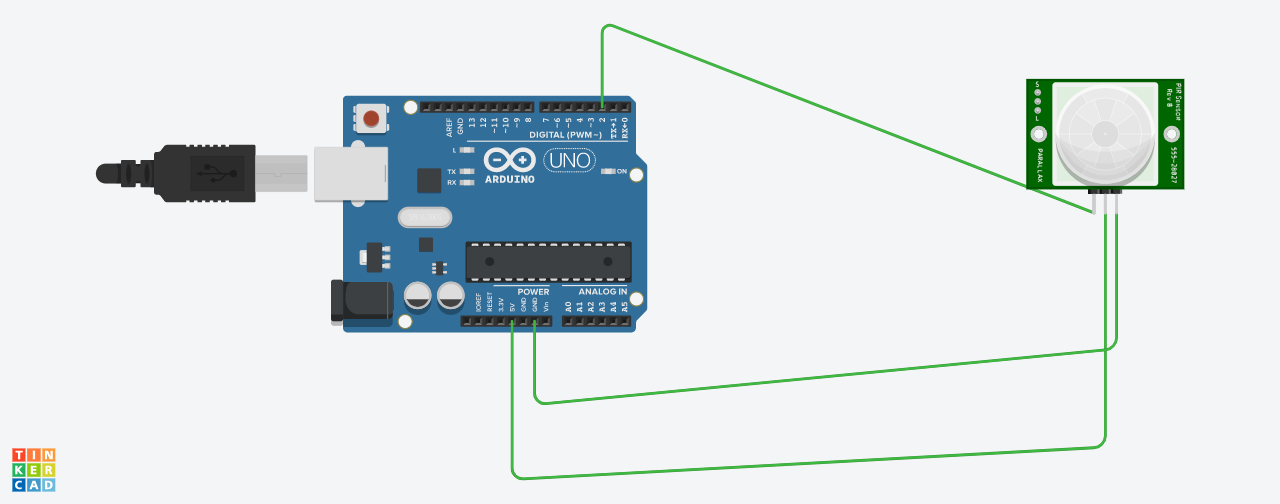 AREF
GND
13
12
~11
~10
~9
8
7
~6
~5
4
~3
2
TX→1
RX←0
DIGITAL (PWM~)
L
TX
RX
ARDUINO
UNO
ON
POWER
ANALOG IN
IOREF
RESET
3.3V
5V
GND
GND
Vin
A0
A1
A2
A3
A4
A5
S
L
PARALLAX
PIR Sensor
Rev B
555-28027
TIN
KER
CAD